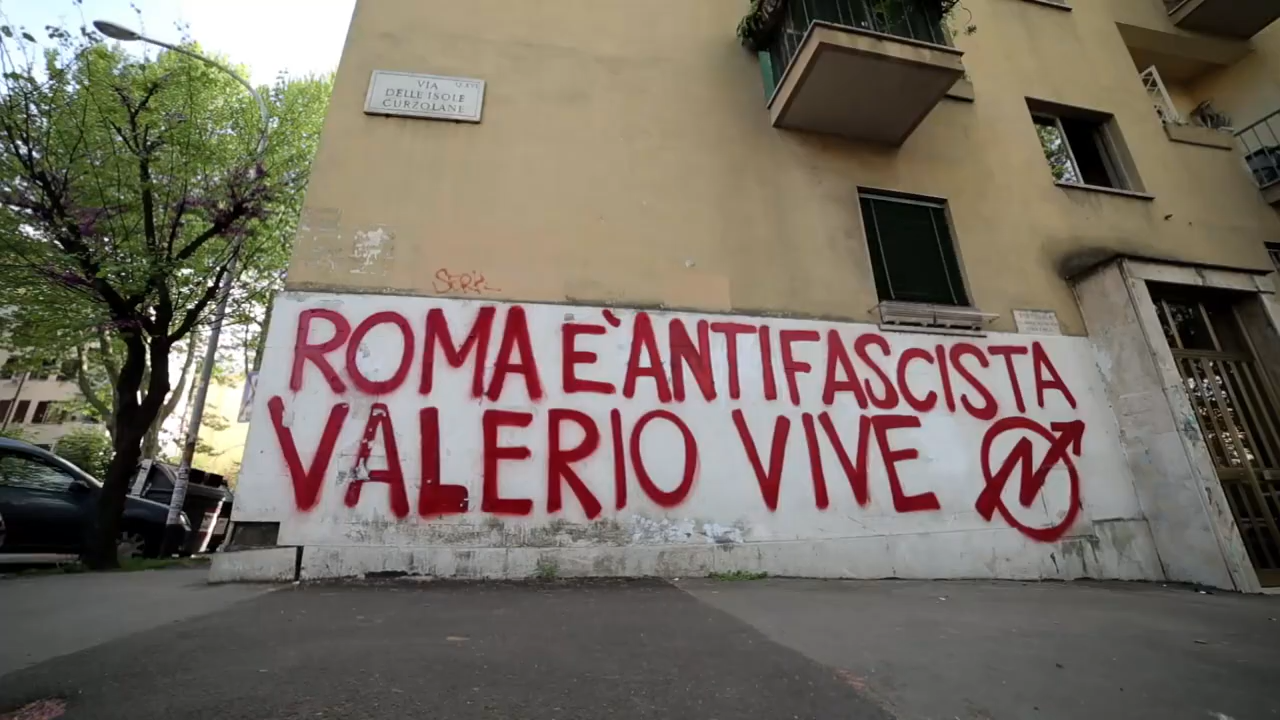 VIA
DELLE ISOLE
CURZOLANE
ROMA È ANTIFASCISTA
VALERIO VIVE